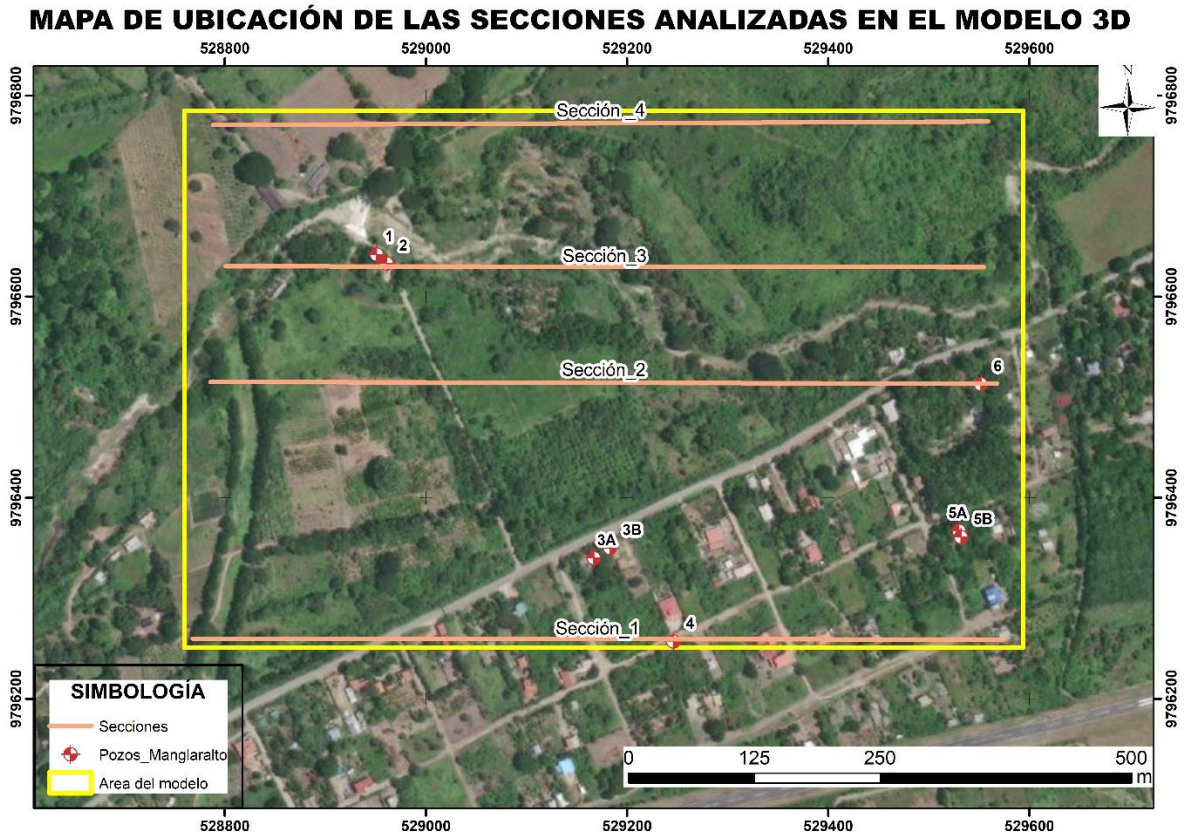 MAPA DE UBICACIÓN DE LAS SECCIONES ANALIZADAS EN EL MODELO 3D
528800 529000 529200 529400 529600
9796800 9796800
N
Sección_4
1
2
Sección_3
9796600 9796600
Sección_2
6
9796400 9796400
5A
5B
3B
3A
4
Sección_1
9796200 9796200
SIMBOLOGÍA
Secciones
Pozos_Manglaralto
Area del modelo
0 125 250 500
m
528800 529000 529200 529400 529600